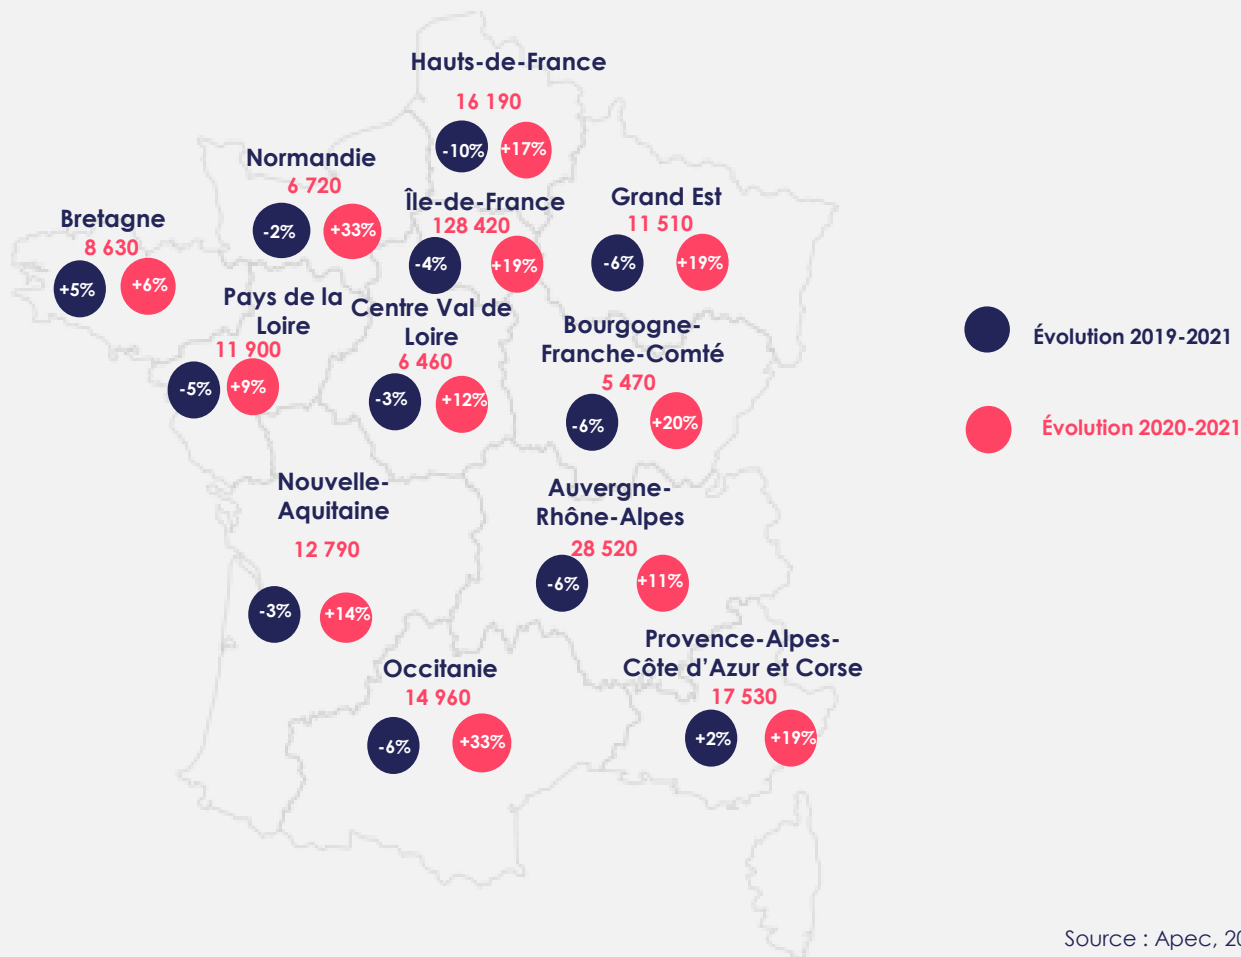 Hauts-de-France
16 190
-10%
+17%
Normandie
6 720
-2%
+33%
Île-de-France
128 420
-4%
+19%
Grand Est
11 510
-6%
+19%
Bretagne
8 630
+5%
+6%
Pays de la
Loire
11 900
-5%
+9%
Centre Val de
Loire
6 460
-3%
+12%
Bourgogne-
Franche-Comté
5 470
-6%
+20%
Évolution 2019-2021
Évolution 2020-2021
Nouvelle-
Aquitaine
12 790
-3%
+14%
Auvergne-
Rhône-Alpes
28 520
-6%
+11%
Occitanie
14 960
-6%
+33%
Provence-Alpes-
Côte d’Azur et Corse
17 530
+2%
+19%
Source : Apec, 20